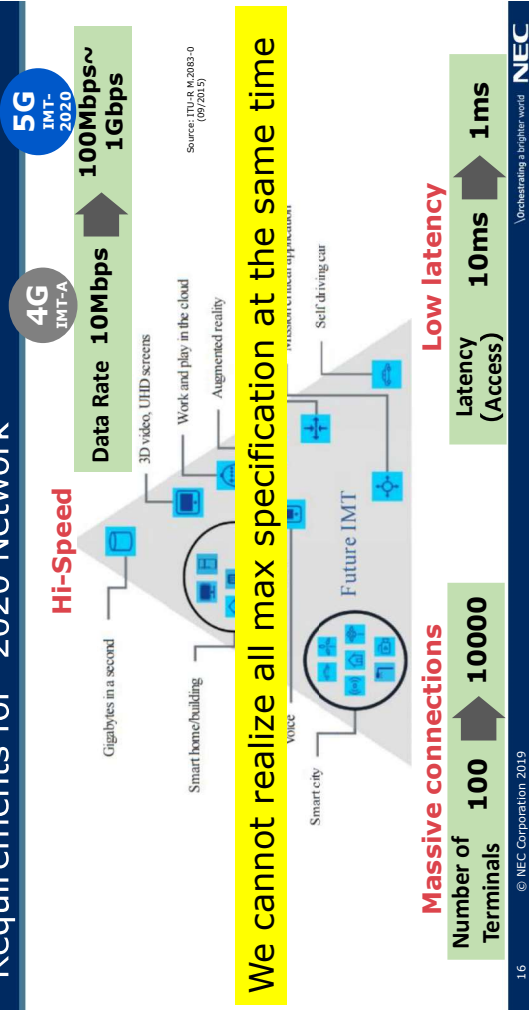 Requirements for 2020 Network
4G
IMT-A
5G
IMT-
2020
Hi-Speed
Data Rate 10Mbps
100Mbps~
1Gbps
Gigabytes in a second
3D video, UHD screens
Work and play in the cloud
Augmented reality
Source: ITU-R M.2083-0
(09/2015)
Smart home/building
We cannot realize all max specification at the same time
Voice
Mission critical application
Smart city
Future IMT
Self driving car
Massive connections
Low latency
Number of
Terminals
100
10000
Latency
(Access)
10ms
1ms
16
© NEC Corporation 2019
\Orchestrating a brighter world
NEC